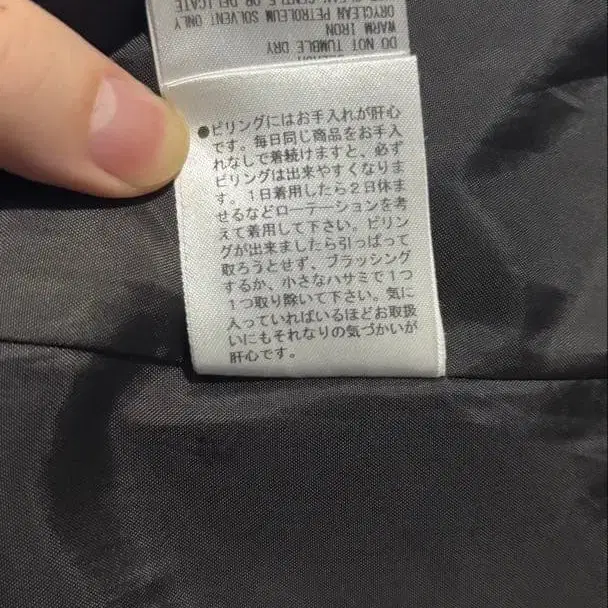 DRYCLEAN PETROLEUM SOLVENT ONLY
WARM IRON
DO NOT TUMBLE DRY
●ピリングにはお手入れが肝心
です。毎日同じ商品をお手入
れなしで着続けますと、必ず
ピリングは出来やすくなりま
す。1日着用したら2日休ま
せるなどローテーションを考
えて着用して下さい。ピリン
グが出来ましたら引っぱって
取ろうとせず、ブラッシング
するか、小さなハサミで1つ
1つ取り除いて下さい。気に
入っていればいるほどお取扱
いにもそれなりの気づかいが
肝心です。